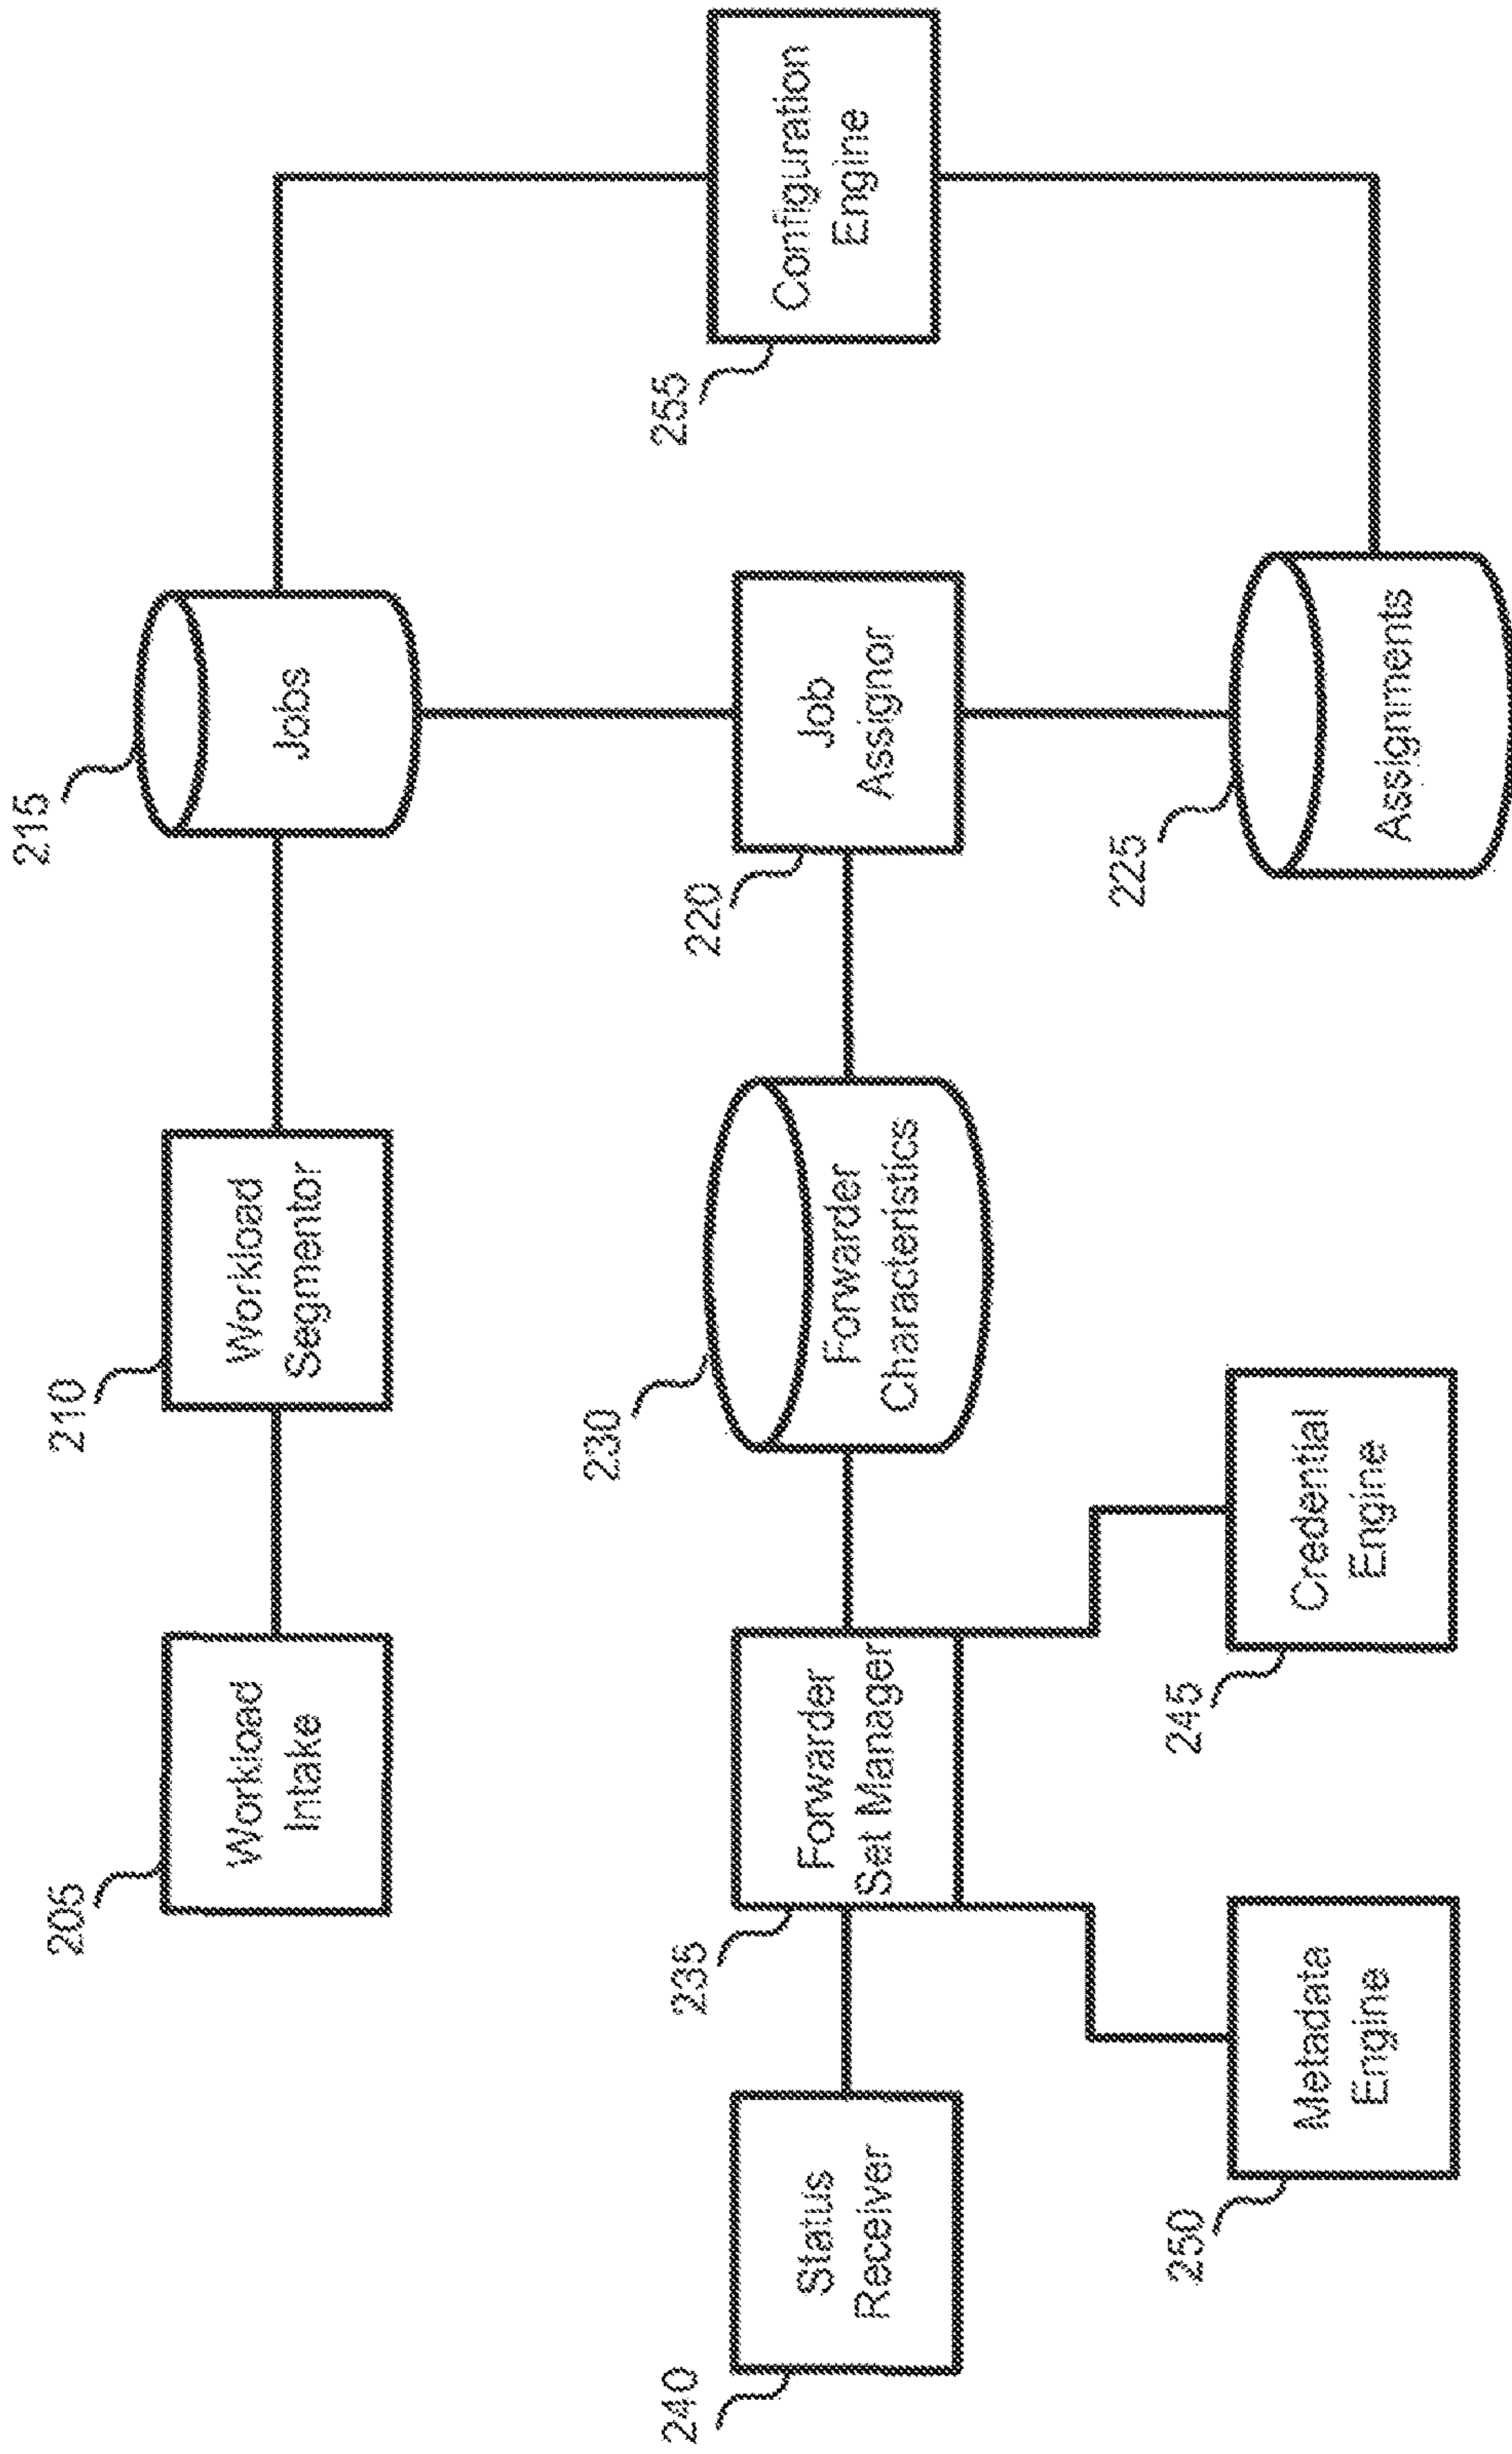 205
Workload
Intake
210
Workload
Segmentor
215
Jobs
240
Status
Receiver
235
Forwarder
Set Manager
230
Forwarder
Characteristics
220
Job
Assignor
255
Configuration
Engine
250
Metadata
Engine
245
Credential
Engine
225
Assignments